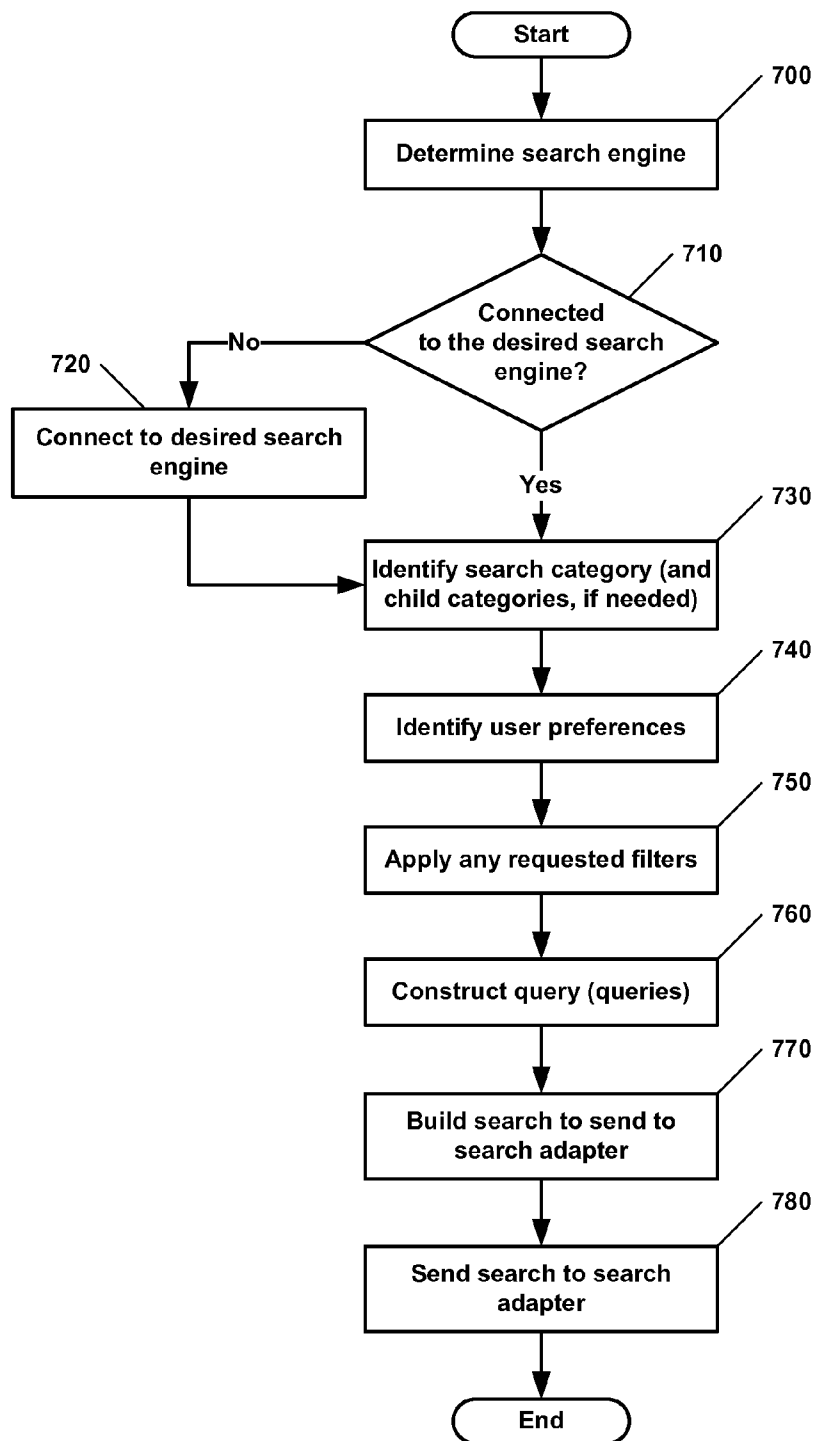 Start
700
Determine search engine
710
Connected
to the desired search
engine?
No
720
Connect to desired search
engine
Yes
730
Identify search category (and
child categories, if needed)
740
Identify user preferences
750
Apply any requested filters
760
Construct query (queries)
770
Build search to send to
search adapter
780
Send search to search
adapter
End